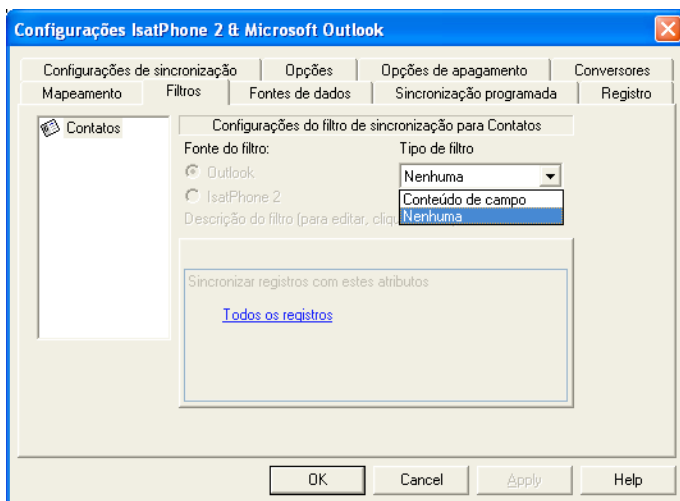 Configurações IsatPhone 2 & Microsoft Outlook
Configurações de sincronização Opções Opções de apagamento Conversores
Mapeamento Filtros Fontes de dados Sincronização programada Registro
Contatos
Configurações do filtro de sincronização para Contatos
Fonte do filtro: Tipo de filtro
Outlook Nenhuma
IsatPhone 2 Conteúdo de campo
Nenhuma
Descrição do filtro (para editar,
Sincronizar registros com estes atributos
Todos os registros
OK Cancel Apply Help